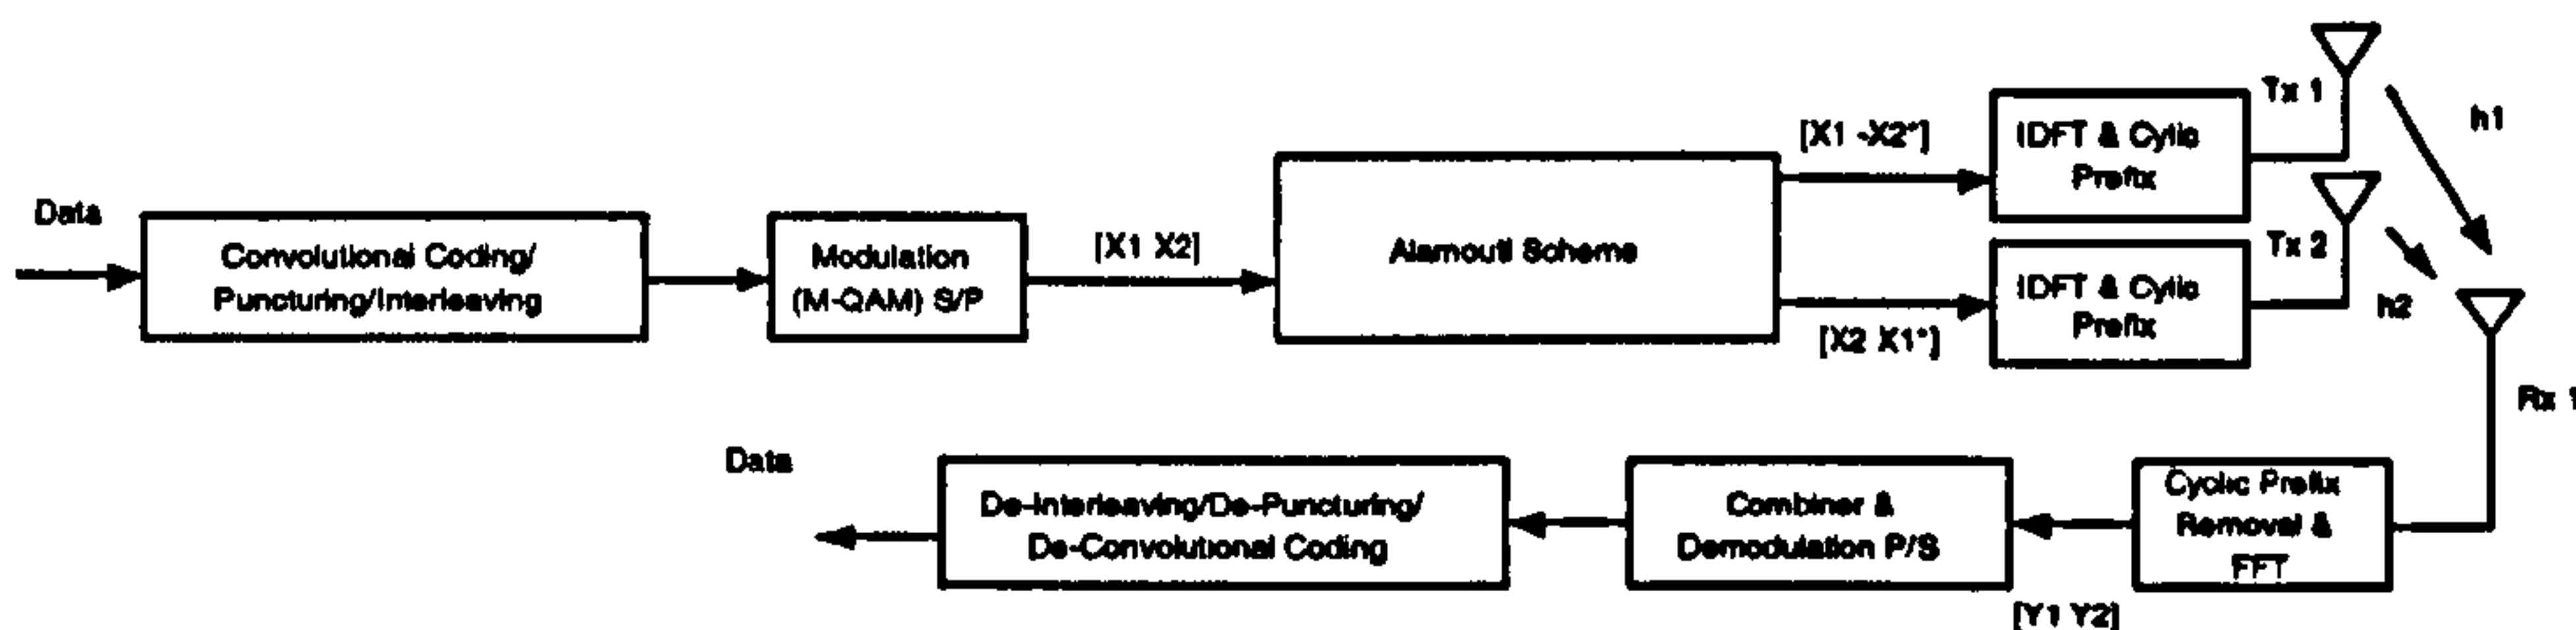 Data
Convolutional Coding/
Puncturing/Interleaving
Modulation
(M-QAM) S/P
[X1 X2]
Alamouti Scheme
[X1 -X2*]
[X2 X1*]
IDFT & Cylic
Prefix
IDFT & Cylic
Prefix
Tx 1
Tx 2
h1
h2
Rx 1
Data
De-Interleaving/De-Puncturing/
De-Convolutional Coding
Combiner &
Demodulation P/S
[Y1 Y2]
Cyclic Prefix
Removal &
FFT